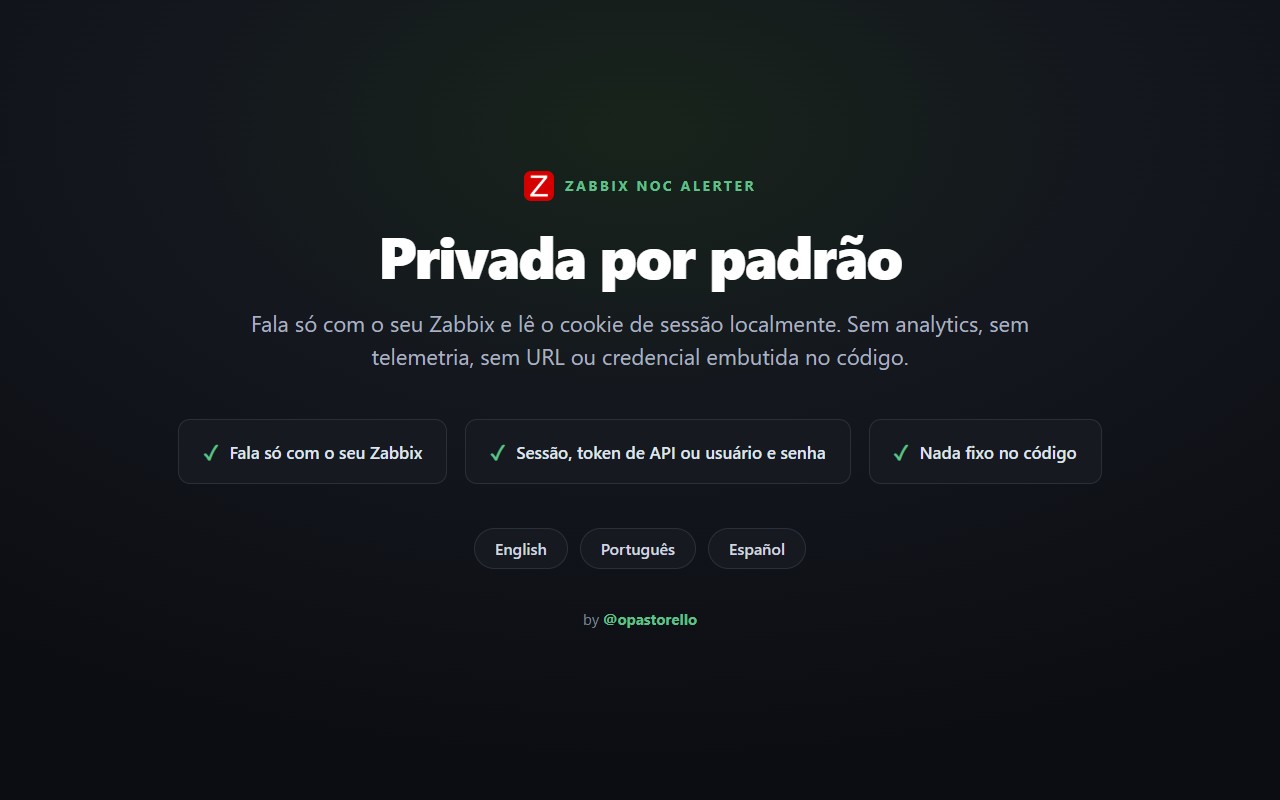 Z ZABBIX NOC ALERTER
Privada por padrão
Fala só com o seu Zabbix e lê o cookie de sessão localmente. Sem analytics, sem
telemetria, sem URL ou credencial embutida no código.
✓ Fala só com o seu Zabbix
✓ Sessão, token de API ou usuário e senha
✓ Nada fixo no código
English
Português
Español
by @opastorello